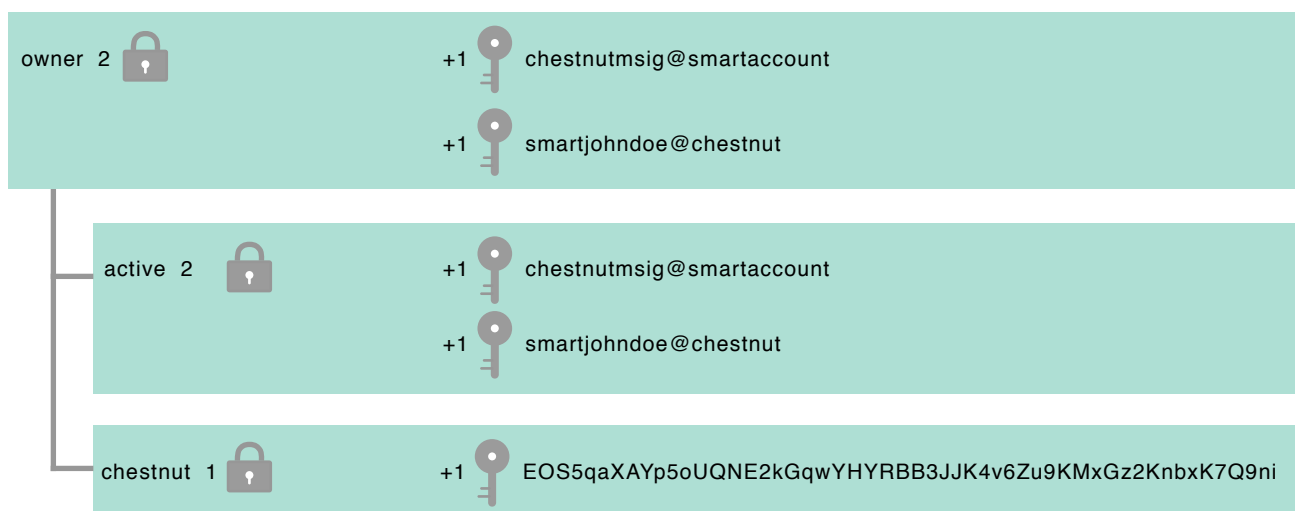 owner 2 +1 chestnutmsig@smartaccount
+1 smartjohndoe@chestnut
active 2 +1 chestnutmsig@smartaccount
+1 smartjohndoe@chestnut
chestnut 1 +1 EOS5qaXAYp5oUQNE2kGqwYHYRBB3JJK4v6Zu9KMxGz2KnbxK7Q9ni